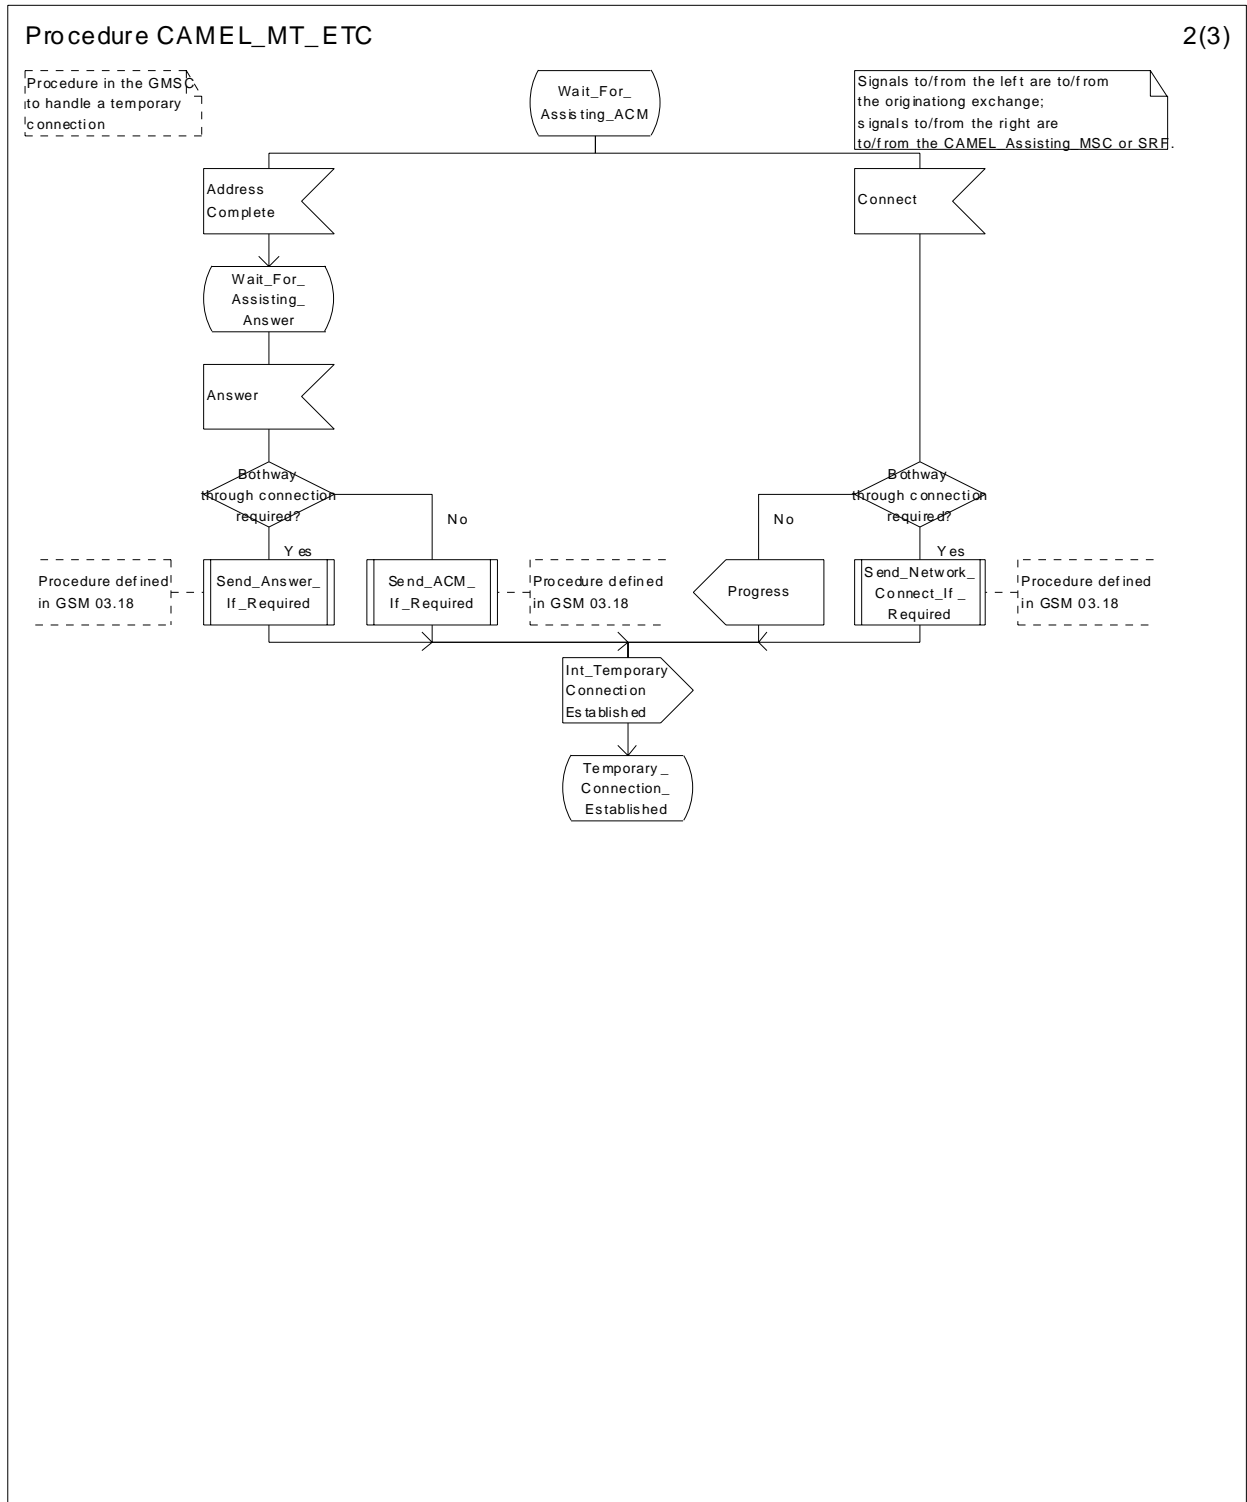 Procedure CAMEL_MT_ETC
2(3)
Procedure in the GMSC
to handle a temporary
connection
Wait_For_
Assisting_ACM
Signals to/from the left are to/from
the originationg exchange;
signals to/from the right are
to/from the CAMEL_Assisting_MSC or SRF.
Address
Complete
Connect
Wait_For_
Assisting_
Answer
Answer
Bothway
through connection
required?
Bothway
through connection
required?
No
No
Yes
Yes
Procedure defined
in GSM 03.18
Send_Answer_
If_Required
Send_ACM_
If_Required
Procedure defined
in GSM 03.18
Progress
Send_Network_
Connect_If_
Required
Procedure defined
in GSM 03.18
Int_Temporary
Connection
Established
Temporary_
Connection_
Established